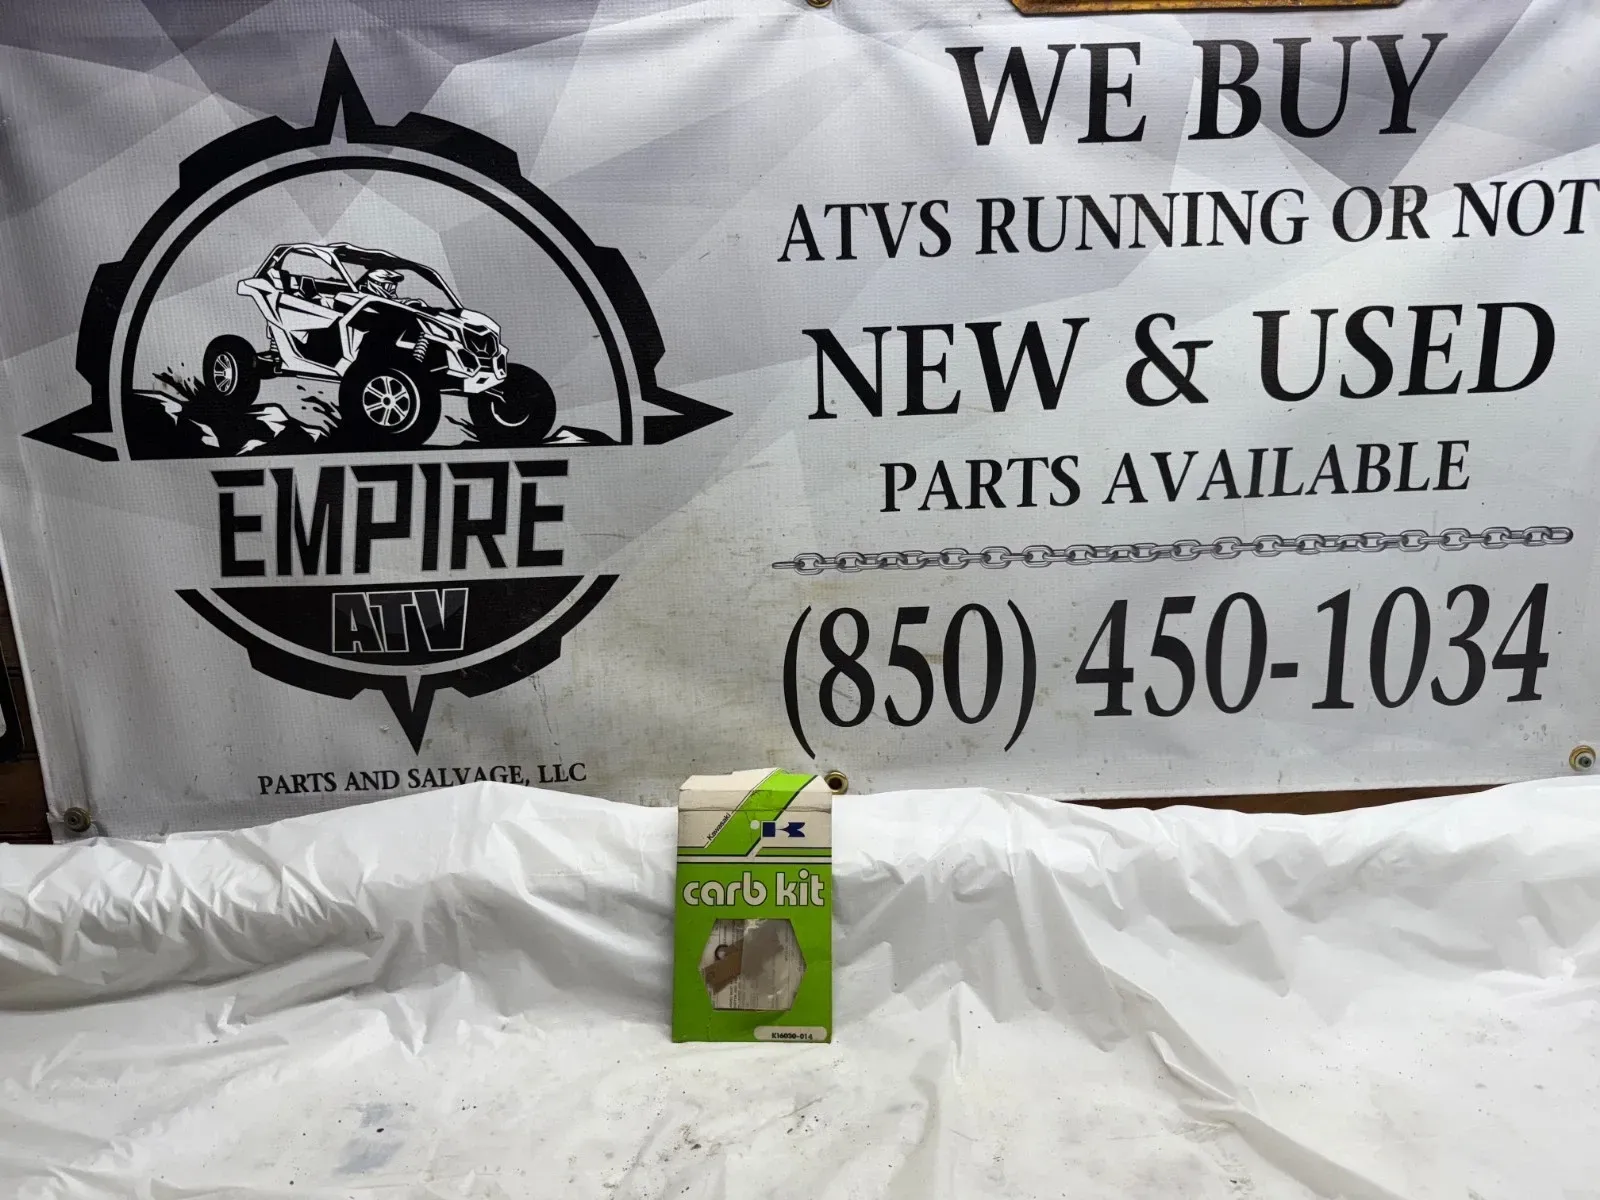 EMPIRE
ATV
PARTS AND SALVAGE, LLC
WE BUY
ATVS RUNNING OR NOT
NEW & USED
PARTS AVAILABLE
(850) 450-1034
Kawasaki
K
carb kit
K16030-014